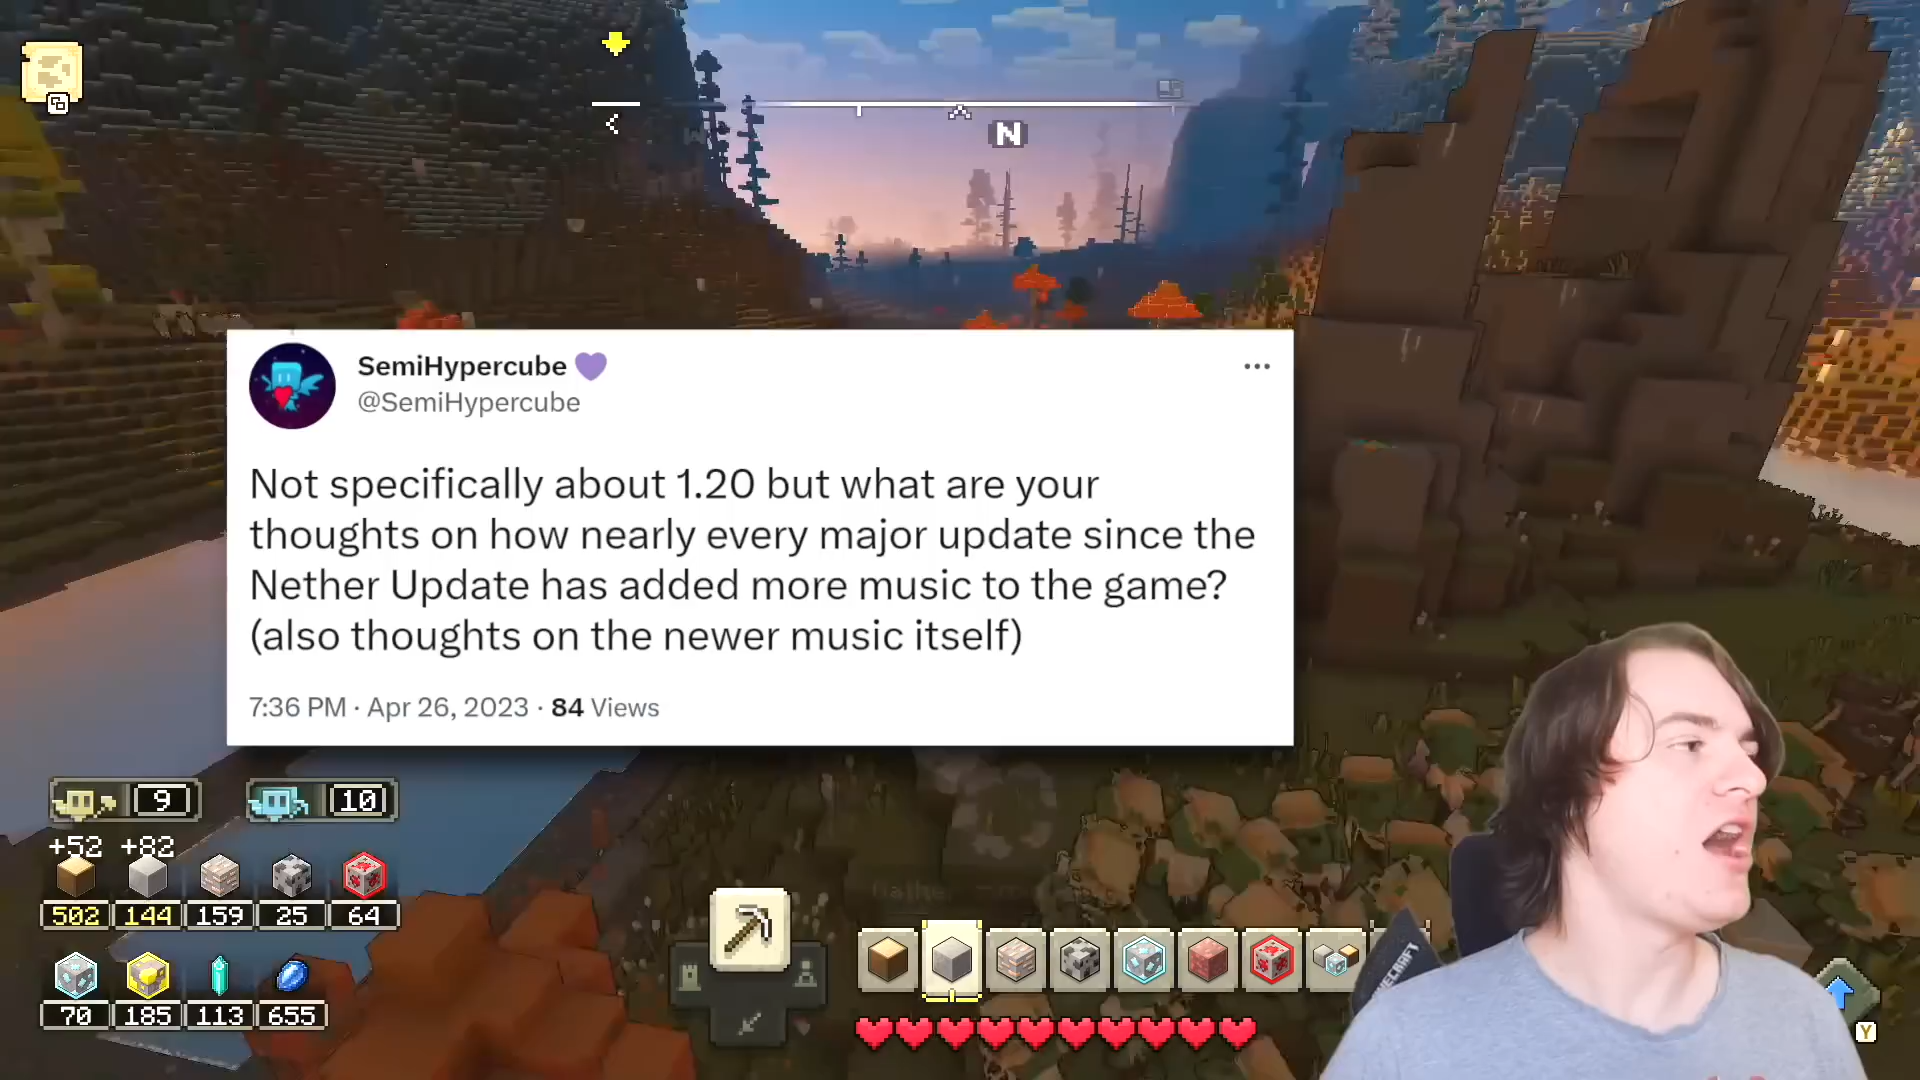 N
SemiHypercube
@SemiHypercube
Not specifically about 1.20 but what are your
thoughts on how nearly every major update since the
Nether Update has added more music to the game?
(also thoughts on the newer music itself)
7:36 PM · Apr 26, 2023 · 84 Views
9 10
+52 +82
502 144 159 25 64
70 185 113 655
Y